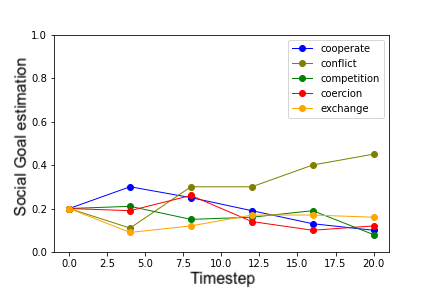 1.0
0.8
0.6
0.4
0.2
0.0
Social Goal estimation
cooperate
conflict
competition
coercion
exchange
0.0 2.5 5.0 7.5 10.0 12.5 15.0 17.5 20.0
Timestep